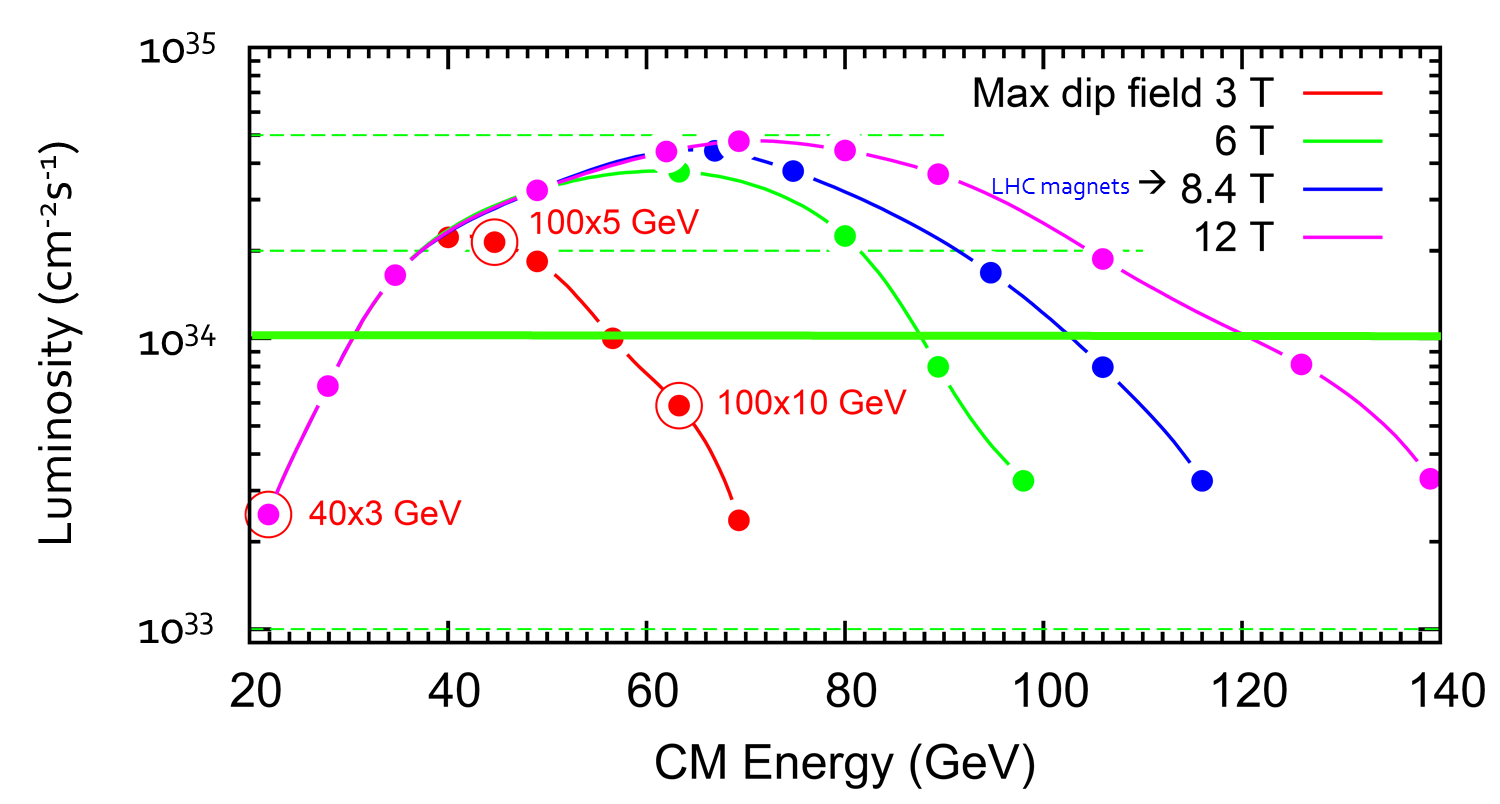 10³⁵
Max dip field 3 T
6 T
LHC magnets → 8.4 T
12 T
Luminosity (cm⁻²s⁻¹)
100x5 GeV
10³⁴
100x10 GeV
40x3 GeV
10³³
20 40 60 80 100 120 140
CM Energy (GeV)